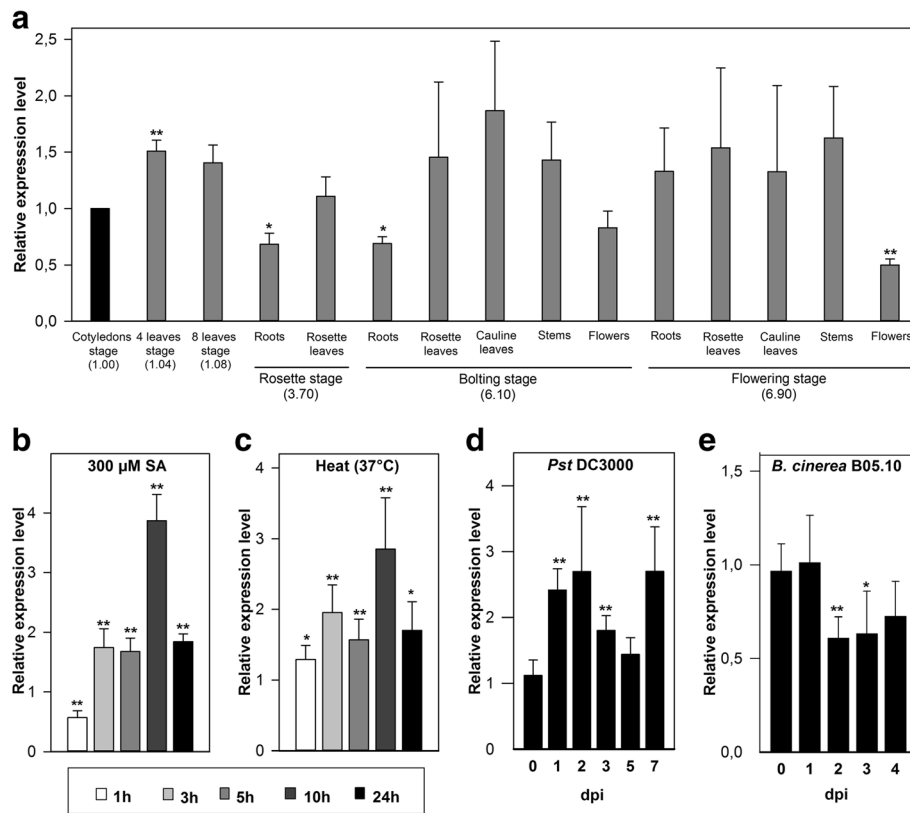 a
Relative expresssion level
2,5
2,0
1,5
1,0
0,5
0,0
**
*
*
**
Cotyledons stage (1.00)
4 leaves stage (1.04)
8 leaves stage (1.08)
Roots
Rosette leaves
Roots
Rosette leaves
Cauline leaves
Stems
Flowers
Roots
Rosette leaves
Cauline leaves
Stems
Flowers
Rosette stage
(3.70)
Bolting stage
(6.10)
Flowering stage
(6.90)
b
300 µM SA
Relative expression level
4
3
2
1
0
**
**
**
**
**
c
Heat (37°C)
Relative expression level
4
3
2
1
0
*
**
**
**
*
1h
3h
5h
10h
24h
d
Pst DC3000
Relative expression level
4
3
2
1
0
**
**
**
**
0 1 2 3 5 7
dpi
e
B. cinerea B05.10
Relative expression level
1,5
1,0
0,5
0,0
**
*
0 1 2 3 4
dpi